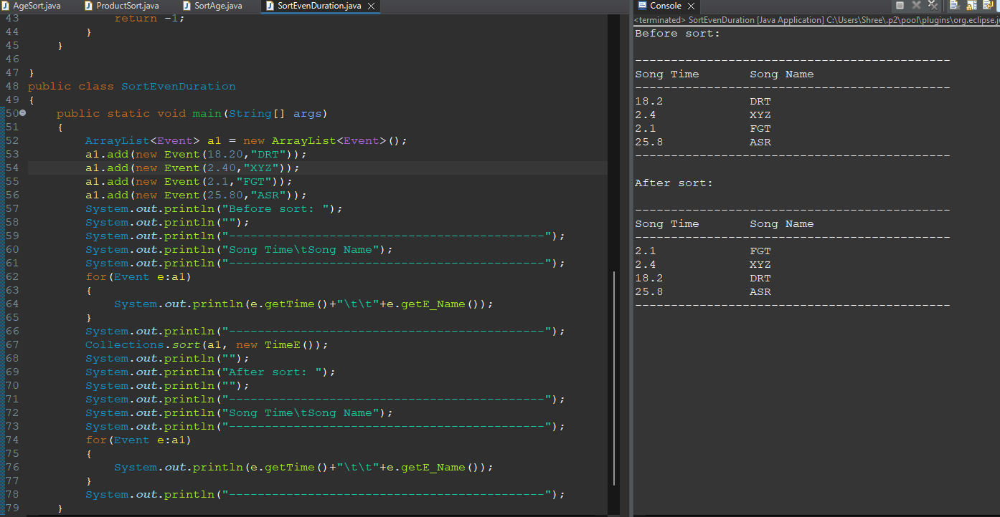 AgeSort.java ProductSort.java SortAge.java SortEvenDuration.java
43 return -1;
44 }
45 }
46
47 }
48 public class SortEvenDuration
49 {
50 public static void main(String[] args)
51 {
52 ArrayList<Event> a1 = new ArrayList<Event>();
53 a1.add(new Event(18.20,"DRT"));
54 a1.add(new Event(2.40,"XYZ"));
55 a1.add(new Event(2.1,"FGT"));
56 a1.add(new Event(25.80,"ASR"));
57 System.out.println("Before sort: ");
58 System.out.println("");
59 System.out.println("--------------------------------------------");
60 System.out.println("Song Time\tSong Name");
61 System.out.println("--------------------------------------------");
62 for(Event e:a1)
63 {
64 System.out.println(e.getTime()+"\t\t"+e.getE_Name());
65 }
66 System.out.println("--------------------------------------------");
67 Collections.sort(a1, new TimeE());
68 System.out.println("");
69 System.out.println("After sort: ");
70 System.out.println("");
71 System.out.println("--------------------------------------------");
72 System.out.println("Song Time\tSong Name");
73 System.out.println("--------------------------------------------");
74 for(Event e:a1)
75 {
76 System.out.println(e.getTime()+"\t\t"+e.getE_Name());
77 }
78 System.out.println("--------------------------------------------");
79 }
Console
<terminated> SortEvenDuration [Java Application] C:\Users\Shree\.p2\pool\plugins\org.eclipse.j
Before sort:
--------------------------------------------
Song Time Song Name
--------------------------------------------
18.2 DRT
2.4 XYZ
2.1 FGT
25.8 ASR
--------------------------------------------
After sort:
--------------------------------------------
Song Time Song Name
--------------------------------------------
2.1 FGT
2.4 XYZ
18.2 DRT
25.8 ASR
--------------------------------------------